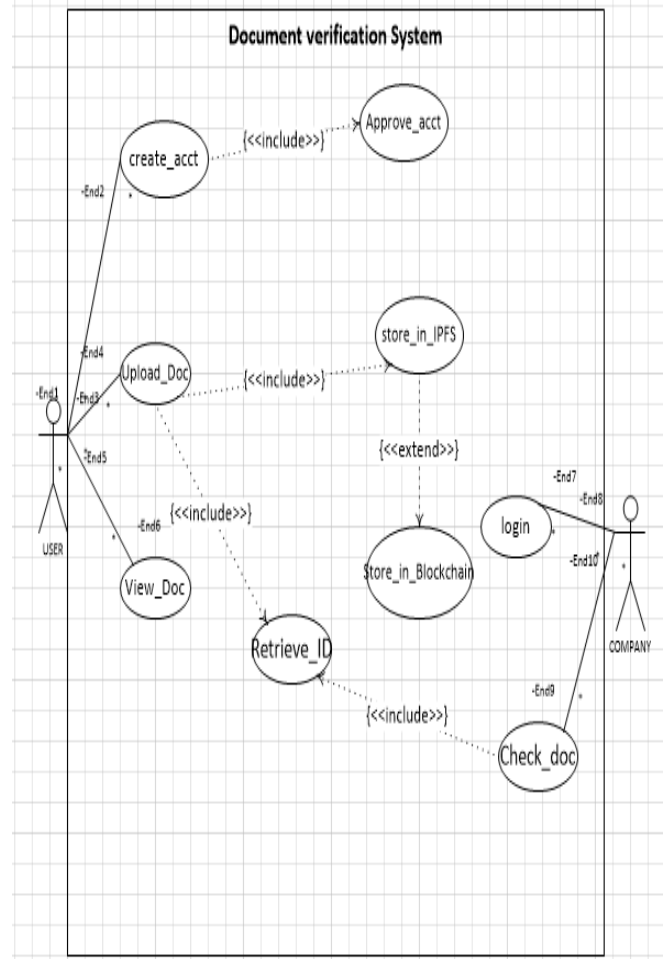 Document verification System
Approve_acct
{<<include>>}
create_acct
-End2
*
store_in_IPFS
-End4
Upload_Doc
{<<include>>}
-End1
-End3
*
*
{<<extend>>}
-End5
*
-End7
-End8
{<<include>>}
-End6
login
*
*
USER
-End10
*
Store_in_Blockchain
*
View_Doc
COMPANY
Retrieve_ID
-End9
*
{<<include>>}
Check_doc